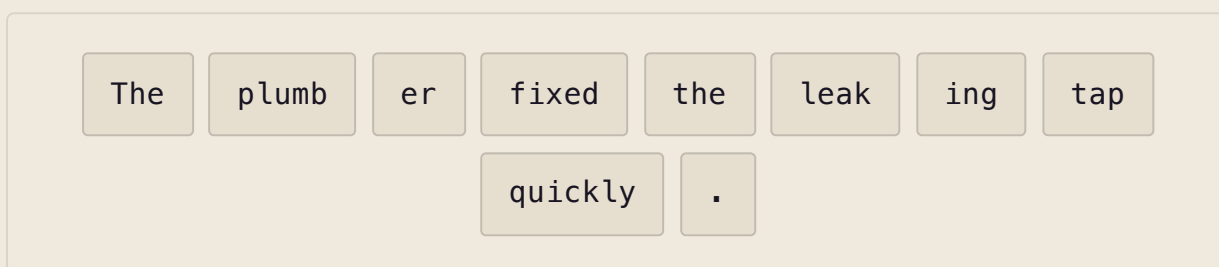 The plumb er fixed the leak ing tap
quickly .